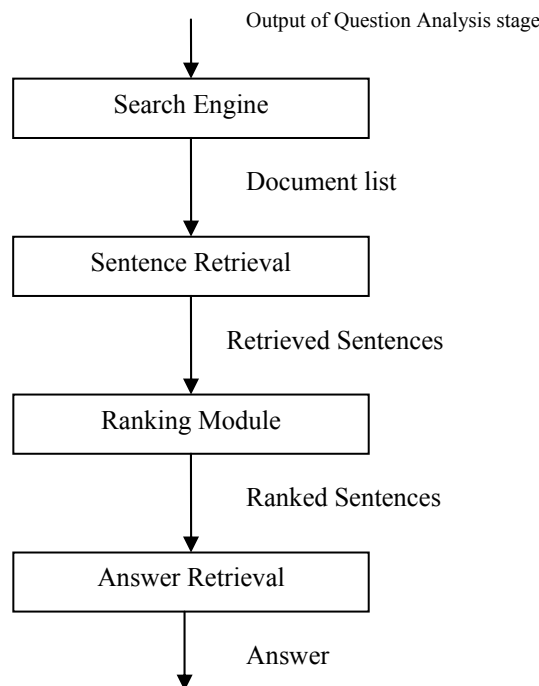 Output of Question Analysis stage
Search Engine
Document list
Sentence Retrieval
Retrieved Sentences
Ranking Module
Ranked Sentences
Answer Retrieval
Answer